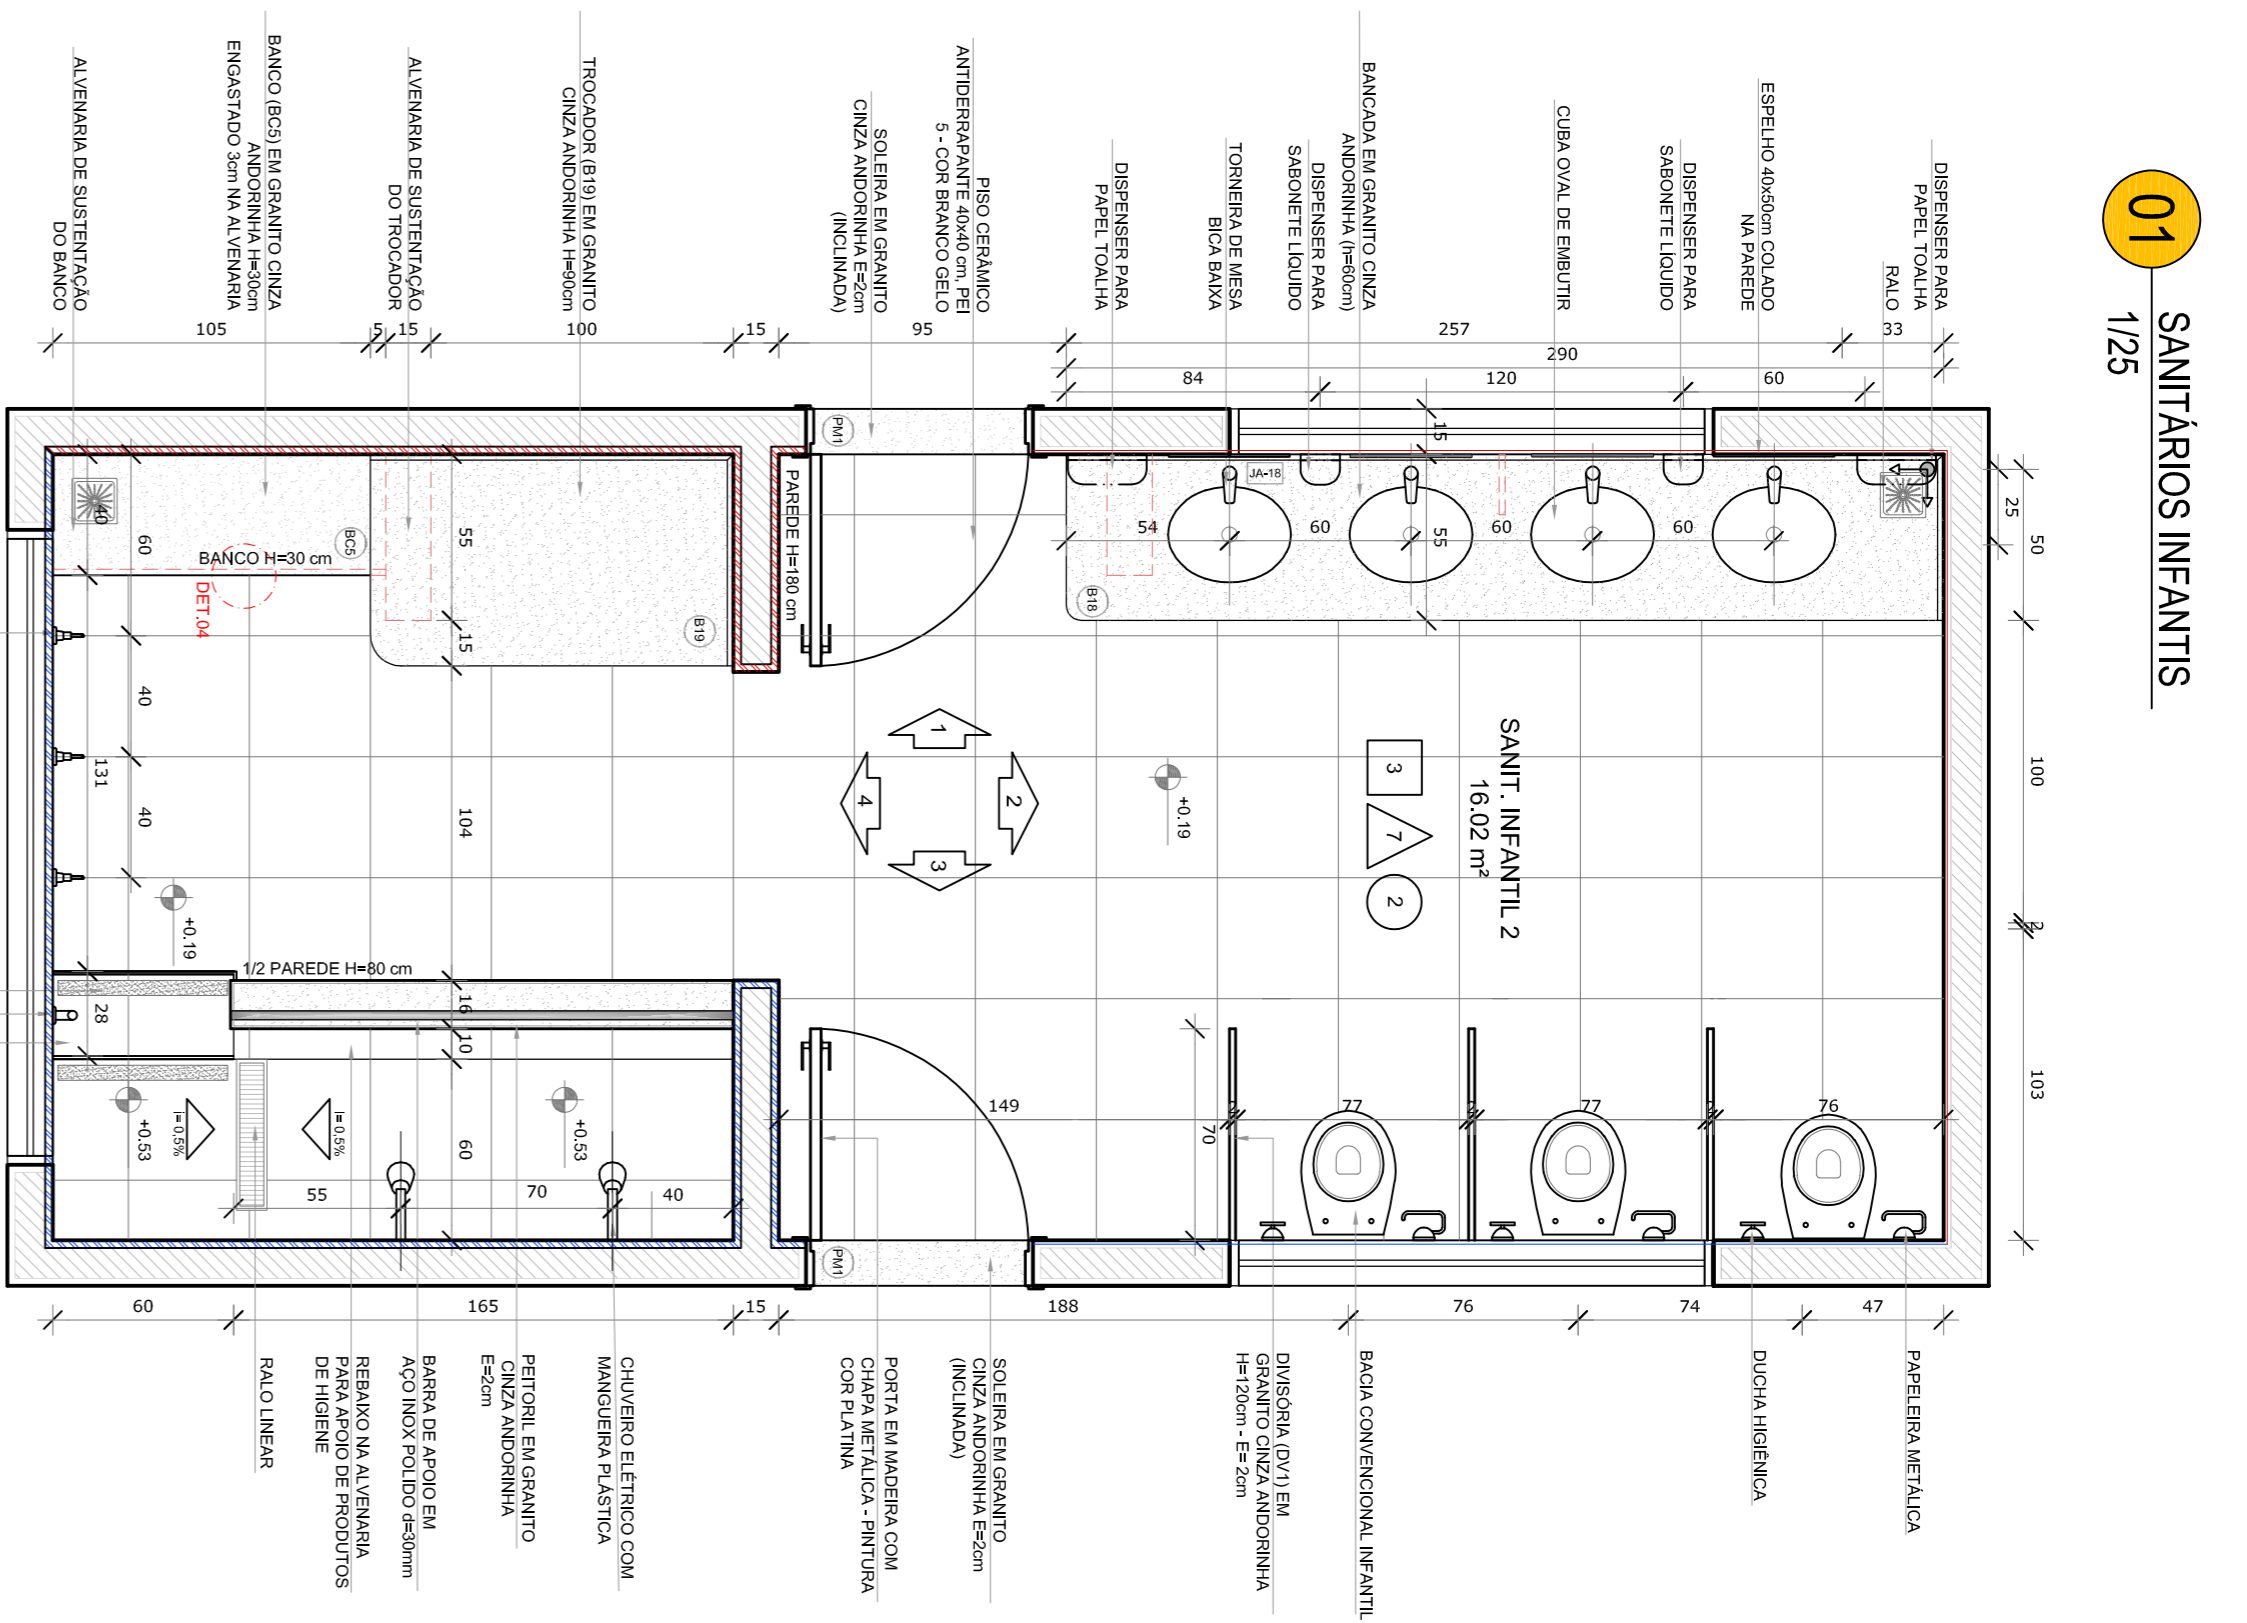 01
SANITÁRIOS INFANTIS
1/25
DISPENSER PARA
PAPEL TOALHA
RALO
ESPELHO 40x50cm COLADO
NA PAREDE
DISPENSER PARA
SABONETE LÍQUIDO
CUBA OVAL DE EMBUTIR
BANCADA EM GRANITO CINZA
ANDORINHA (h=60cm)
DISPENSER PARA
SABONETE LÍQUIDO
TORNEIRA DE MESA
BICA BAIXA
DISPENSER PARA
PAPEL TOALHA
PISO CERÂMICO
ANTIDERRAPANTE 40x40 cm, PEI
5 - COR BRANCO GELO
SOLEIRA EM GRANITO
CINZA ANDORINHA E=2cm
(INCLINADA)
TROCADOR (B19) EM GRANITO
CINZA ANDORINHA H=90cm
ALVENARIA DE SUSTENTAÇÃO
DO TROCADOR
BANCO (BC5) EM GRANITO CINZA
ANDORINHA H=30cm
ENGASTADO 3cm NA ALVENARIA
ALVENARIA DE SUSTENTAÇÃO
DO BANCO
105
5
15
100
15
95
257
33
290
84
120
60
25
50
100
2
103
PM1
15
JA-18
54
60
55
60
60
B18
PAREDE H=180 cm
40
60
BANCO H=30 cm
BC5
DET.04
55
15
B19
40
131
40
104
1
2
3
4
+0.19
SANIT. INFANTIL 2
16.02 m²
3
7
2
+0.19
1/2 PAREDE H=80 cm
28
16
10
60
+0.53
i= 0,5%
i= 0,5%
+0.53
55
70
40
149
70
2
77
2
77
2
76
PM1
60
165
15
188
76
74
47
PAPELEIRA METÁLICA
DUCHA HIGIÊNICA
BACIA CONVENCIONAL INFANTIL
DIVISÓRIA (DV1) EM
GRANITO CINZA ANDORINHA
H=120cm - E= 2cm
SOLEIRA EM GRANITO
CINZA ANDORINHA E=2cm
(INCLINADA)
PORTA EM MADEIRA COM
CHAPA METÁLICA - PINTURA
COR PLATINA
CHUVEIRO ELÉTRICO COM
MANGUEIRA PLÁSTICA
PEITORIL EM GRANITO
CINZA ANDORINHA
E=2cm
BARRA DE APOIO EM
AÇO INOX POLIDO d=30mm
REBAIXO NA ALVENARIA
PARA APOIO DE PRODUTOS
DE HIGIENE
RALO LINEAR